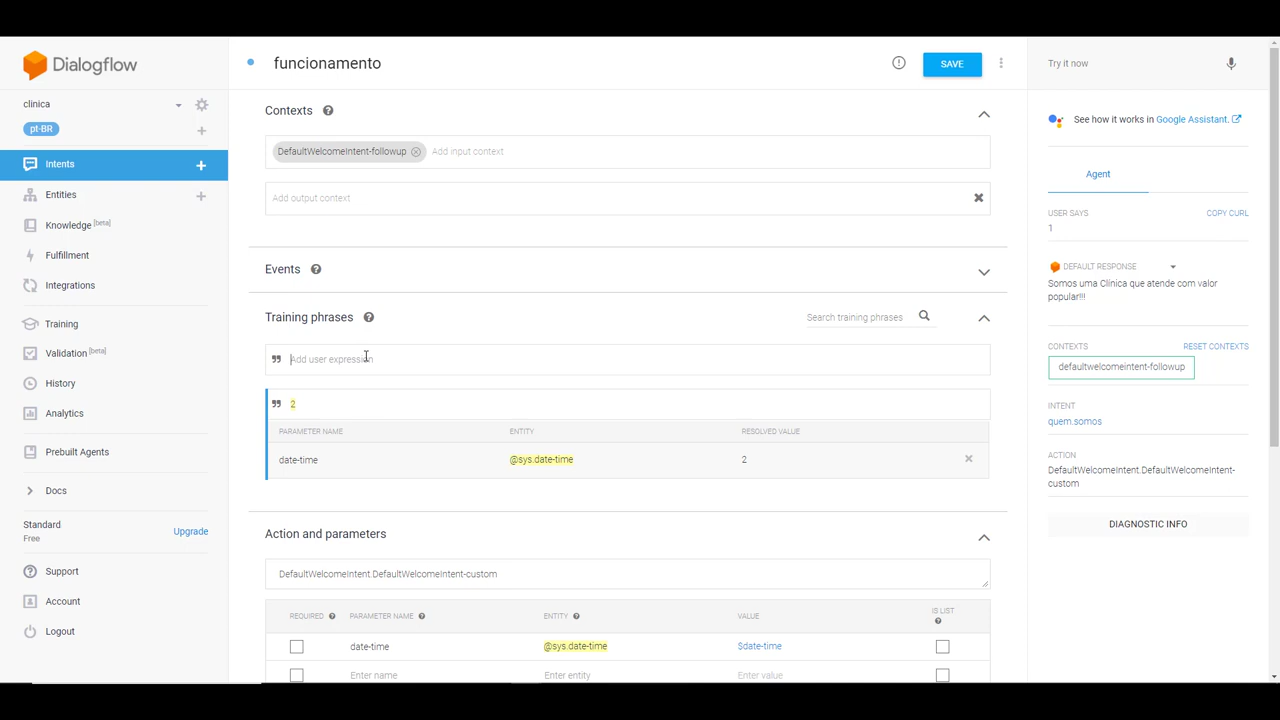 Dialogflow
clinica
pt-BR
Intents
Entities
Knowledge [beta]
Fulfillment
Integrations
Training
Validation [beta]
History
Analytics
Prebuilt Agents
Docs
Standard
Free
Upgrade
Support
Account
Logout
funcionamento
SAVE
Contexts
DefaultWelcomeIntent-followup Add input context
Add output context
Events
Training phrases
Search training phrases
Add user expression
2
PARAMETER NAME ENTITY RESOLVED VALUE
date-time @sys.date-time 2
Action and parameters
DefaultWelcomeIntent.DefaultWelcomeIntent-custom
REQUIRED PARAMETER NAME ENTITY VALUE IS LIST
date-time @sys.date-time $date-time
Enter name Enter entity Enter value
Try it now
See how it works in Google Assistant.
Agent
USER SAYS COPY CURL
1
DEFAULT RESPONSE
Somos uma Clínica que atende com valor
popular!!!
CONTEXTS RESET CONTEXTS
defaultwelcomeintent-followup
INTENT
quem.somos
ACTION
DefaultWelcomeIntent.DefaultWelcomeIntent-
custom
DIAGNOSTIC INFO